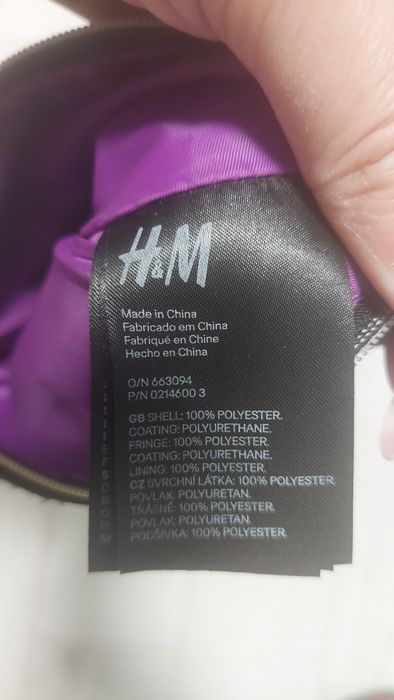 H&M
Made in China
Fabricado em China
Fabriqué en Chine
Hecho en China
O/N 663094
P/N 0214600 3
GB SHELL: 100% POLYESTER.
COATING: POLYURETHANE.
FRINGE: 100% POLYESTER.
COATING: POLYURETHANE.
LINING: 100% POLYESTER.
CZ SVRCHNÍ LÁTKA: 100% POLYESTER.
POVLAK: POLYURETAN.
TŘÁSNĚ: 100% POLYESTER.
POVLAK: POLYURETAN.
PODŠÍVKA: 100% POLYESTER.